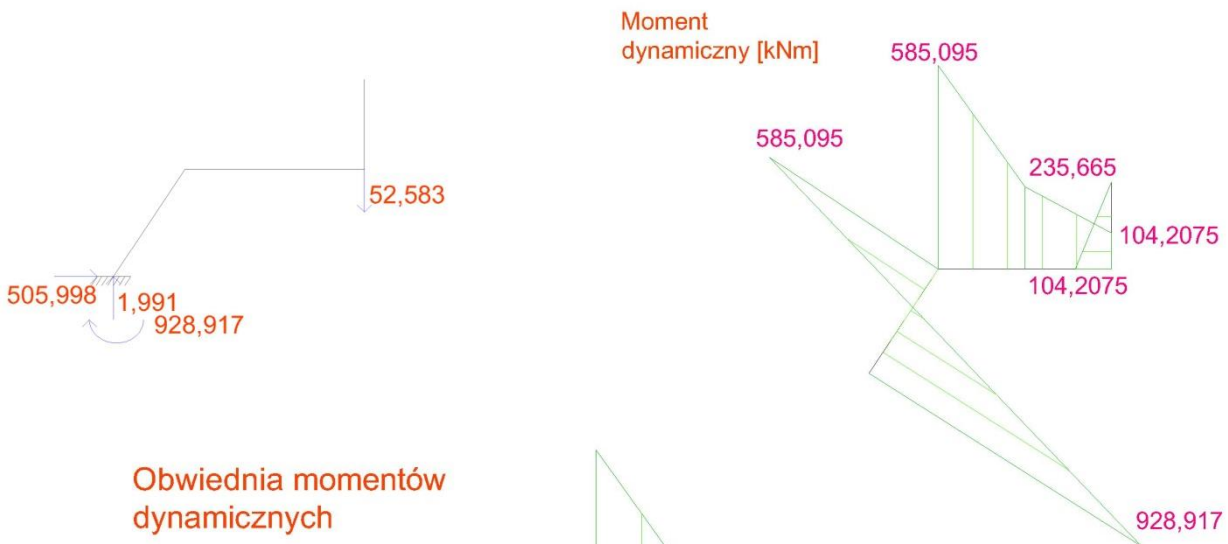 Moment
dynamiczny [kNm]
585,095
585,095
235,665
104,2075
104,2075
52,583
505,998
1,991
928,917
Obwiednia momentów
dynamicznych
928,917